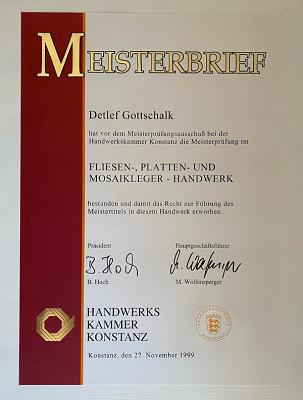 MEISTERBRIEF
Detlef Gottschalk
hat vor dem Meisterprüfungsausschuß bei der
Handwerkskammer Konstanz die Meisterprüfung im
FLIESEN-, PLATTEN- UND
MOSAIKLEGER - HANDWERK
bestanden und damit das Recht zur Führung des
Meistertitels in diesem Handwerk erworben.
Präsident Hauptgeschäftsführer
B. Hoch
B. Hoch M. Wolfensperger
HANDWERKS
KAMMER
KONSTANZ
Konstanz, den 27. November 1999